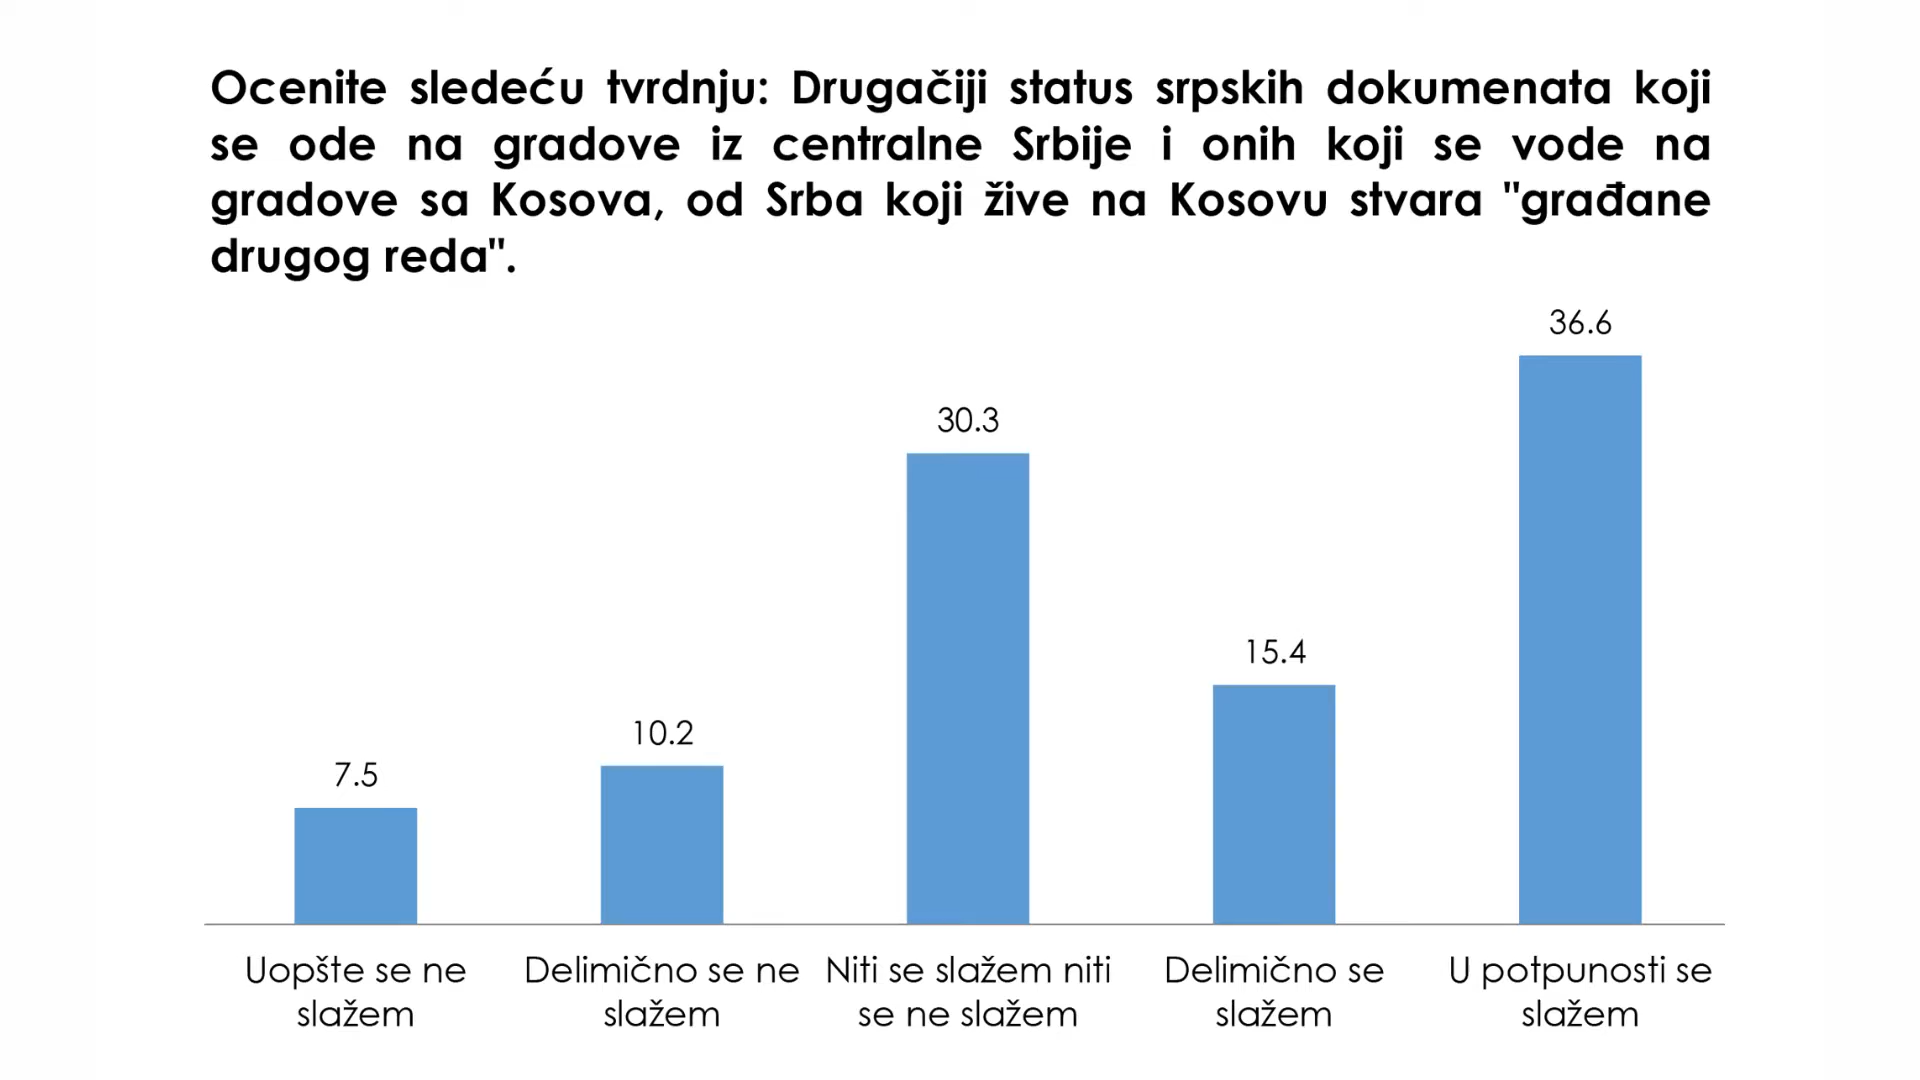 Ocenite sledeću tvrdnju: Drugačiji status srpskih dokumenata koji
se ode na gradove iz centralne Srbije i onih koji se vode na
gradove sa Kosova, od Srba koji žive na Kosovu stvara "građane
drugog reda".
36.6
30.3
15.4
10.2
7.5
Uopšte se ne
slažem
Delimično se ne
slažem
Niti se slažem niti
se ne slažem
Delimično se
slažem
U potpunosti se
slažem